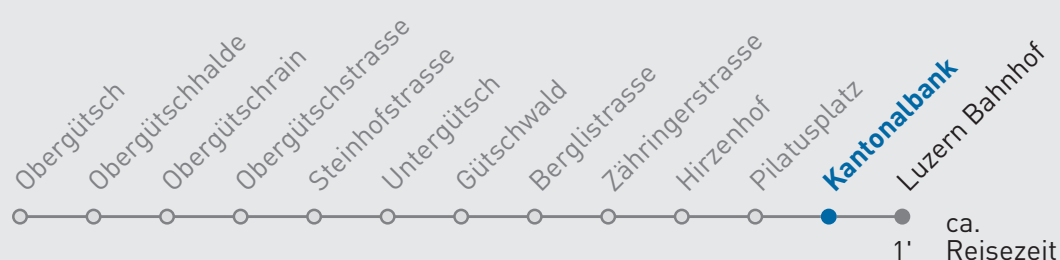 Obergütsch
Obergütschhalde
Obergütschrain
Obergütschstrasse
Steinhofstrasse
Untergütsch
Gütschwald
Berglistrasse
Zähringerstrasse
Hirzenhof
Pilatusplatz
Kantonalbank
Luzern Bahnhof
ca.
1' Reisezeit